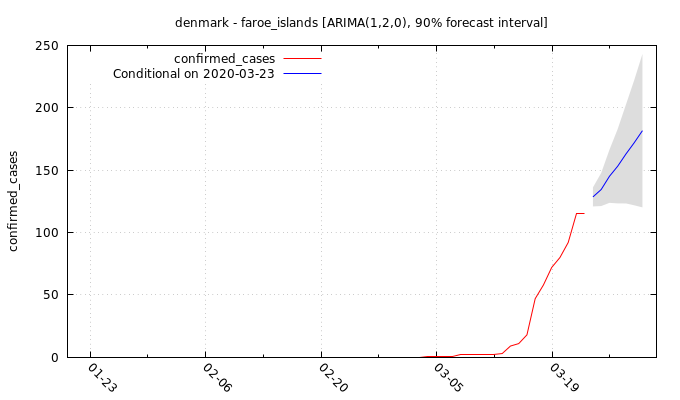 denmark - faroe_islands [ARIMA(1,2,0), 90% forecast interval]
confirmed_cases
Conditional on 2020-03-23
confirmed_cases
250
200
150
100
50
0
01-23
02-06
02-20
03-05
03-19